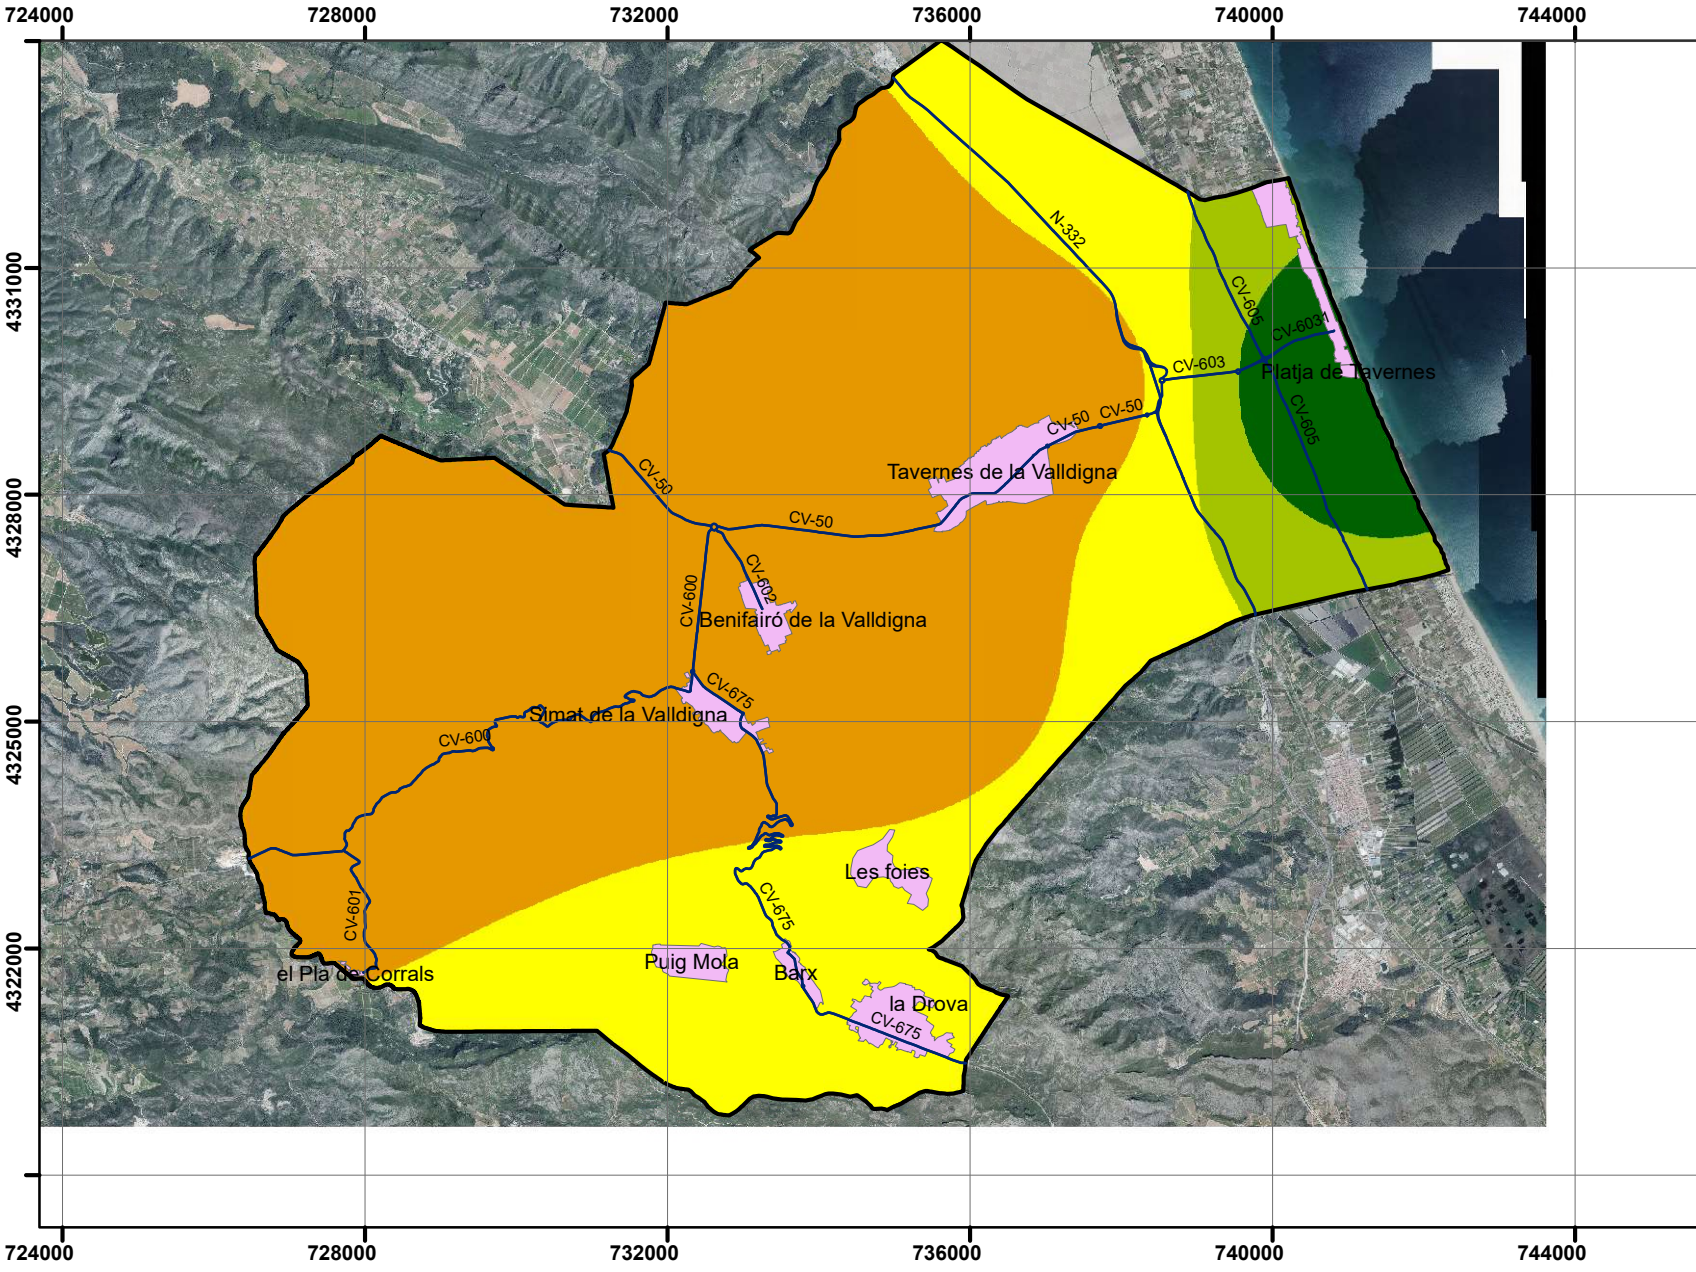 724000 728000 732000 736000 740000 744000
N-332
4331000
CV-605
CV-6031
CV-603
Platja de Tavernes
CV-605
CV-50
CV-50
Tavernes de la Valldigna
CV-50
4328000
CV-50
CV-602
CV-600
Benifairó de la Valldigna
CV-675
Simat de la Valldigna
4325000
CV-600
Les foies
CV-601
CV-675
4322000
Puig Mola
Barx
el Pla de Corrals
la Drova
CV-675
724000 728000 732000 736000 740000 744000